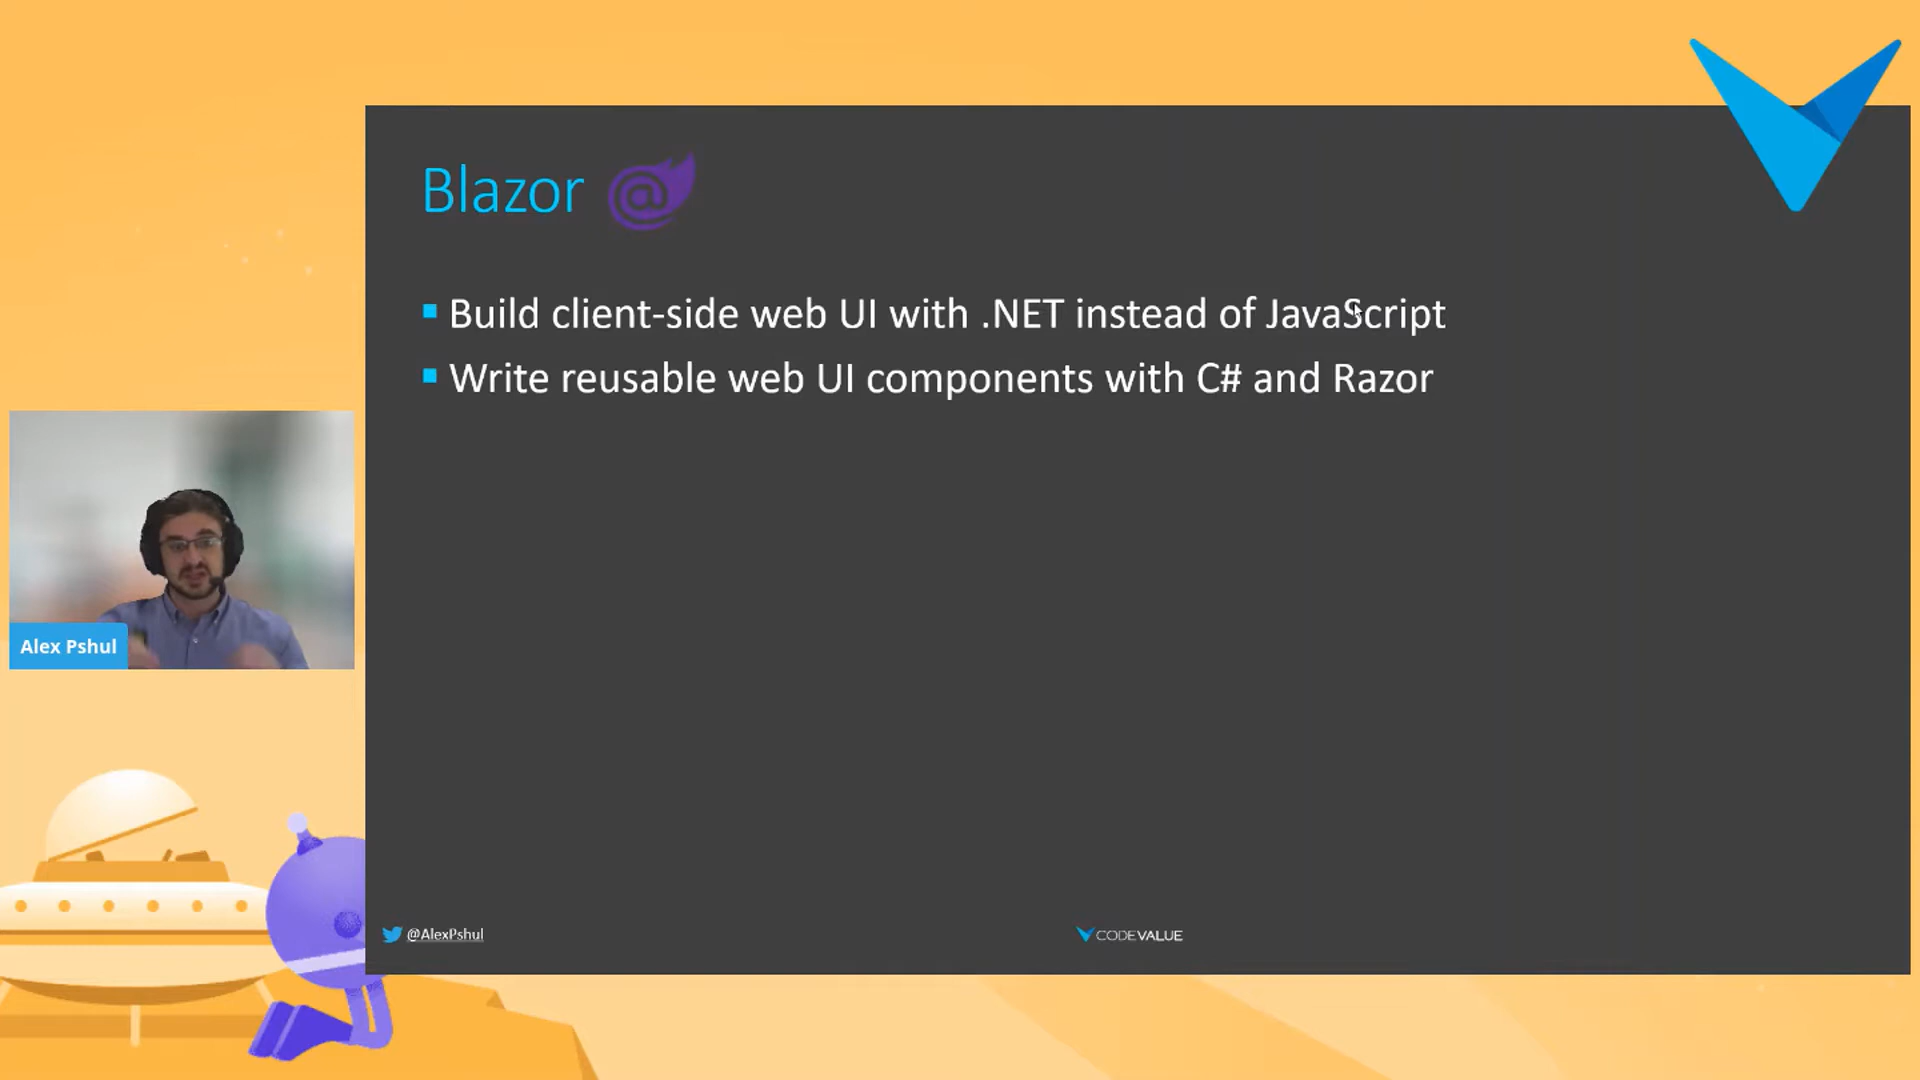 Blazor
Build client-side web UI with .NET instead of JavaScript
Write reusable web UI components with C# and Razor
Alex Pshul
@AlexPshul
CODEVALUE